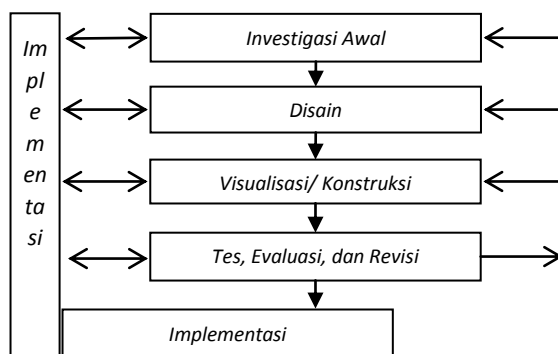 Im
pl
e
m
en
ta
si
Investigasi Awal
Disain
Visualisasi/ Konstruksi
Tes, Evaluasi, dan Revisi
Implementasi